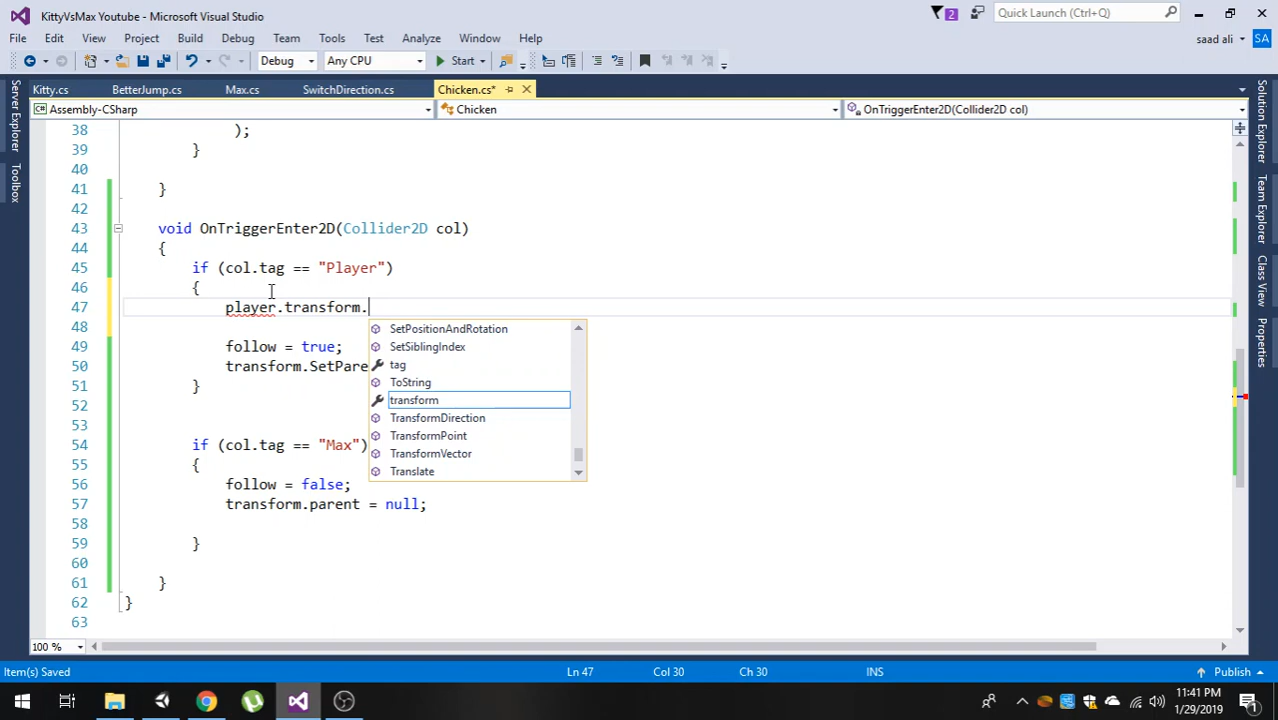 KittyVsMax Youtube - Microsoft Visual Studio
2
Quick Launch (Ctrl+Q)
File Edit View Project Build Debug Team Tools Test Analyze Window Help
saad ali
SA
Debug Any CPU Start
Kitty.cs BetterJump.cs Max.cs SwitchDirection.cs Chicken.cs*
Assembly-CSharp Chicken OnTriggerEnter2D(Collider2D col)
Server Explorer
Toolbox
Solution Explorer
Team Explorer
Class View
38 );
39 }
40
41 }
42
43 void OnTriggerEnter2D(Collider2D col)
44 {
45 if (col.tag == "Player")
46 {
47 player.transform.
48
49 follow = true;
50 transform.SetPare
51 }
52
53
54 if (col.tag == "Max")
55 {
56 follow = false;
57 transform.parent = null;
58
59 }
60
61 }
62 }
63
SetPositionAndRotation
SetSiblingIndex
tag
ToString
transform
TransformDirection
TransformPoint
TransformVector
Translate
100 %
Item(s) Saved Ln 47 Col 30 Ch 30 INS Publish
11:41 PM
1/29/2019
1